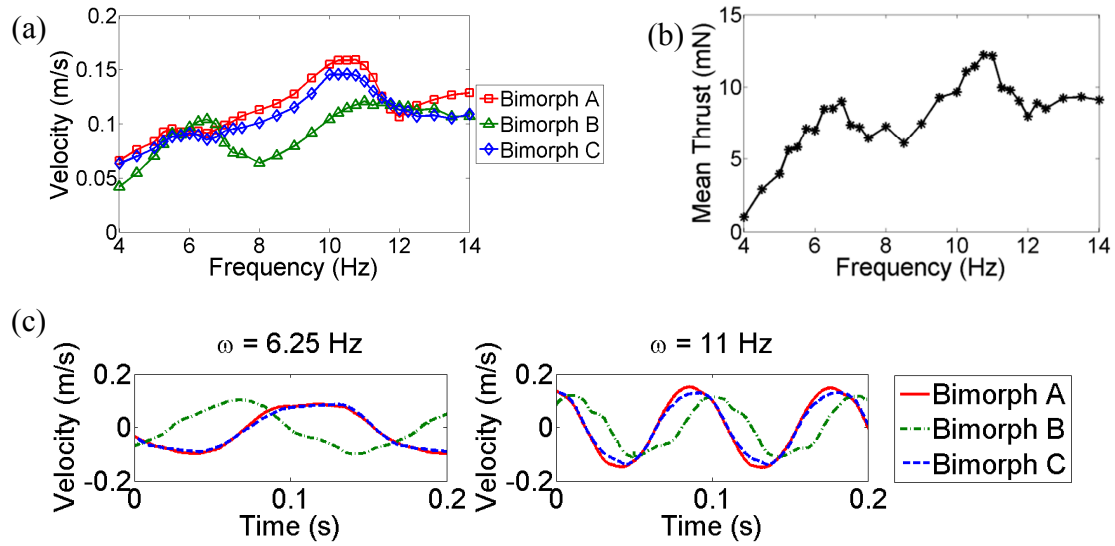 (a)
0.2
0.15
0.1
0.05
0
Velocity (m/s)
4 6 8 10 12 14
Frequency (Hz)
Bimorph A
Bimorph B
Bimorph C
(b)
15
10
5
0
Mean Thrust (mN)
4 6 8 10 12 14
Frequency (Hz)
(c)
ω = 6.25 Hz
0.2
0
-0.2
Velocity (m/s)
0 0.1 0.2
Time (s)
ω = 11 Hz
0.2
0
-0.2
Velocity (m/s)
0 0.1 0.2
Time (s)
Bimorph A
Bimorph B
Bimorph C